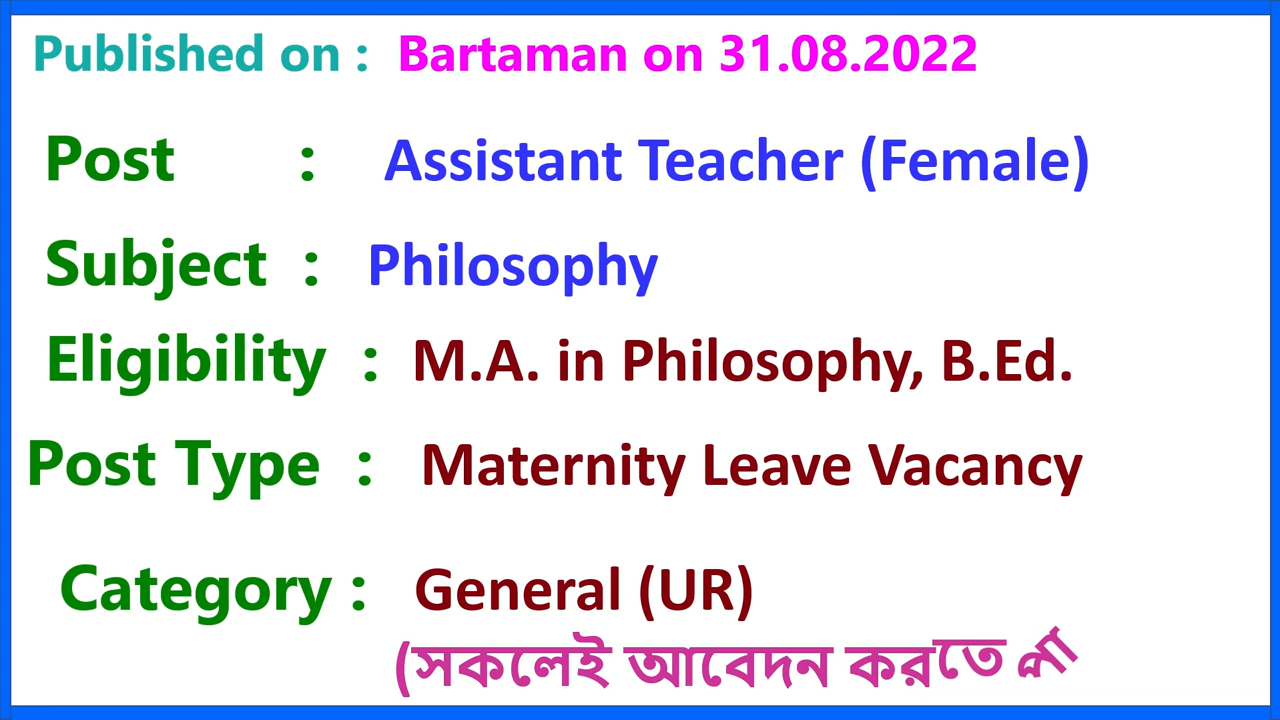 Published on : Bartaman on 31.08.2022
Post : Assistant Teacher (Female)
Subject : Philosophy
Eligibility : M.A. in Philosophy, B.Ed.
Post Type : Maternity Leave Vacancy
Category : General (UR)
(সকলেই আবেদন করতে পা